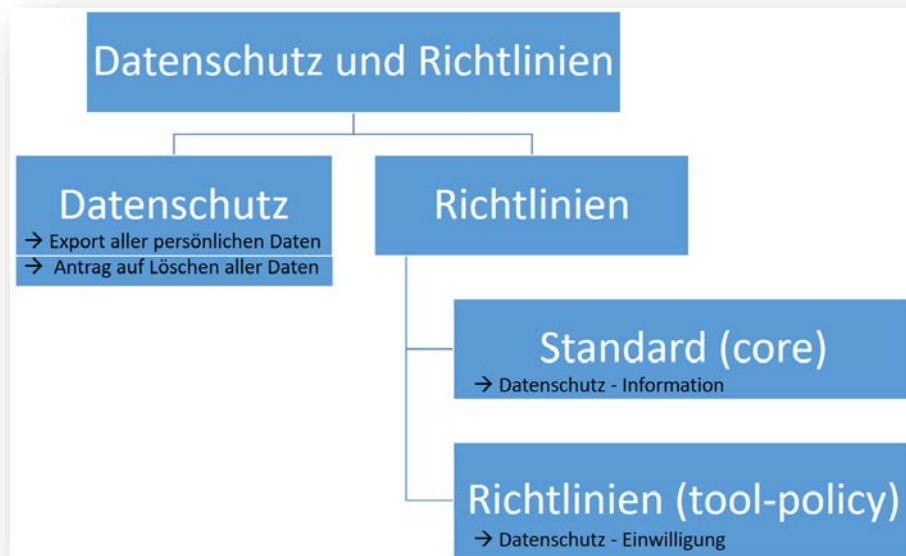 Datenschutz und Richtlinien
Datenschutz
→ Export aller persönlichen Daten
→ Antrag auf Löschen aller Daten
Richtlinien
Standard (core)
→ Datenschutz - Information
Richtlinien (tool-policy)
→ Datenschutz - Einwilligung